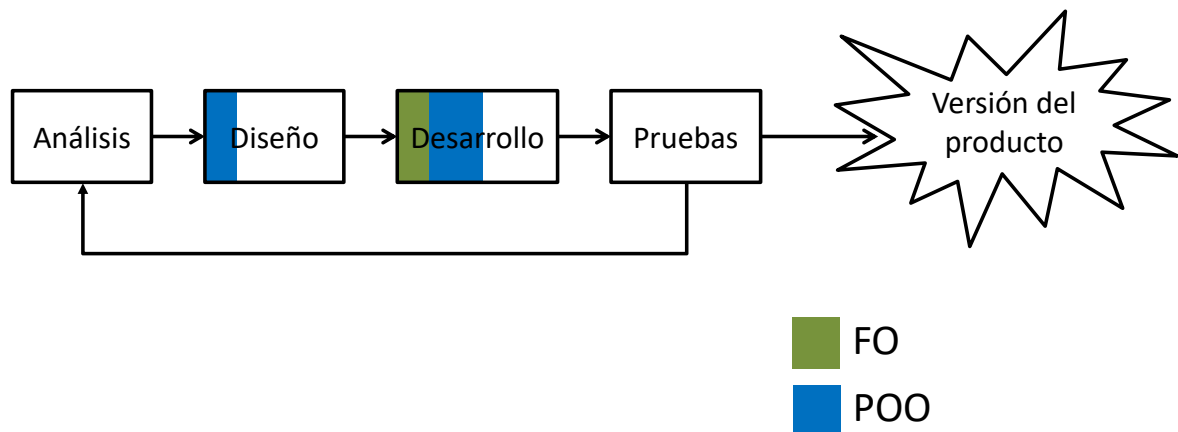 Análisis
Diseño
Desarrollo
Pruebas
Versión del
producto
FO
POO